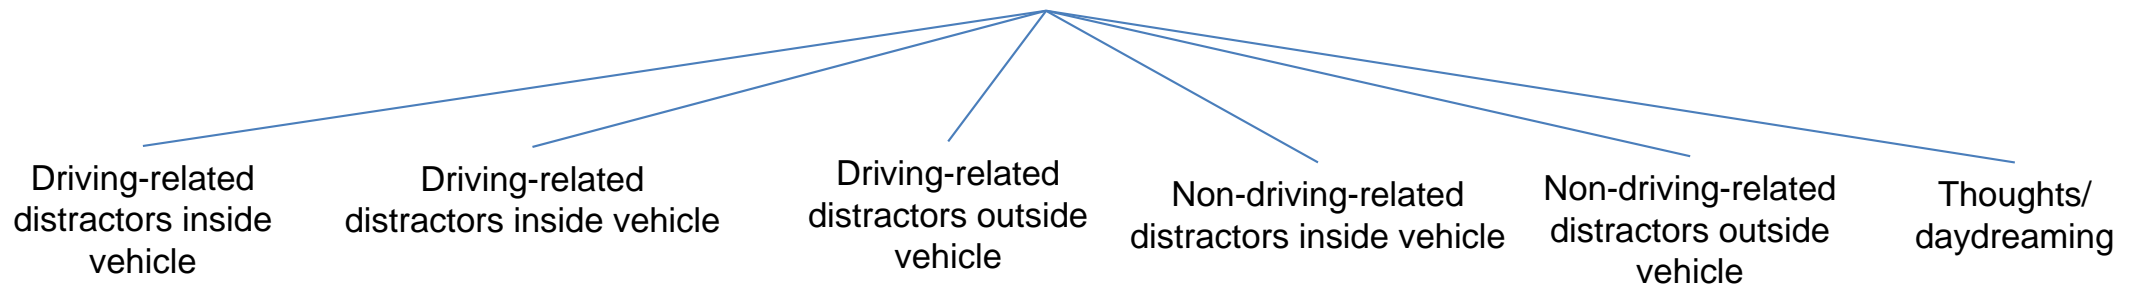 Driving-related
distractors inside
vehicle
Driving-related
distractors inside vehicle
Driving-related
distractors outside
vehicle
Non-driving-related
distractors inside vehicle
Non-driving-related
distractors outside
vehicle
Thoughts/
daydreaming